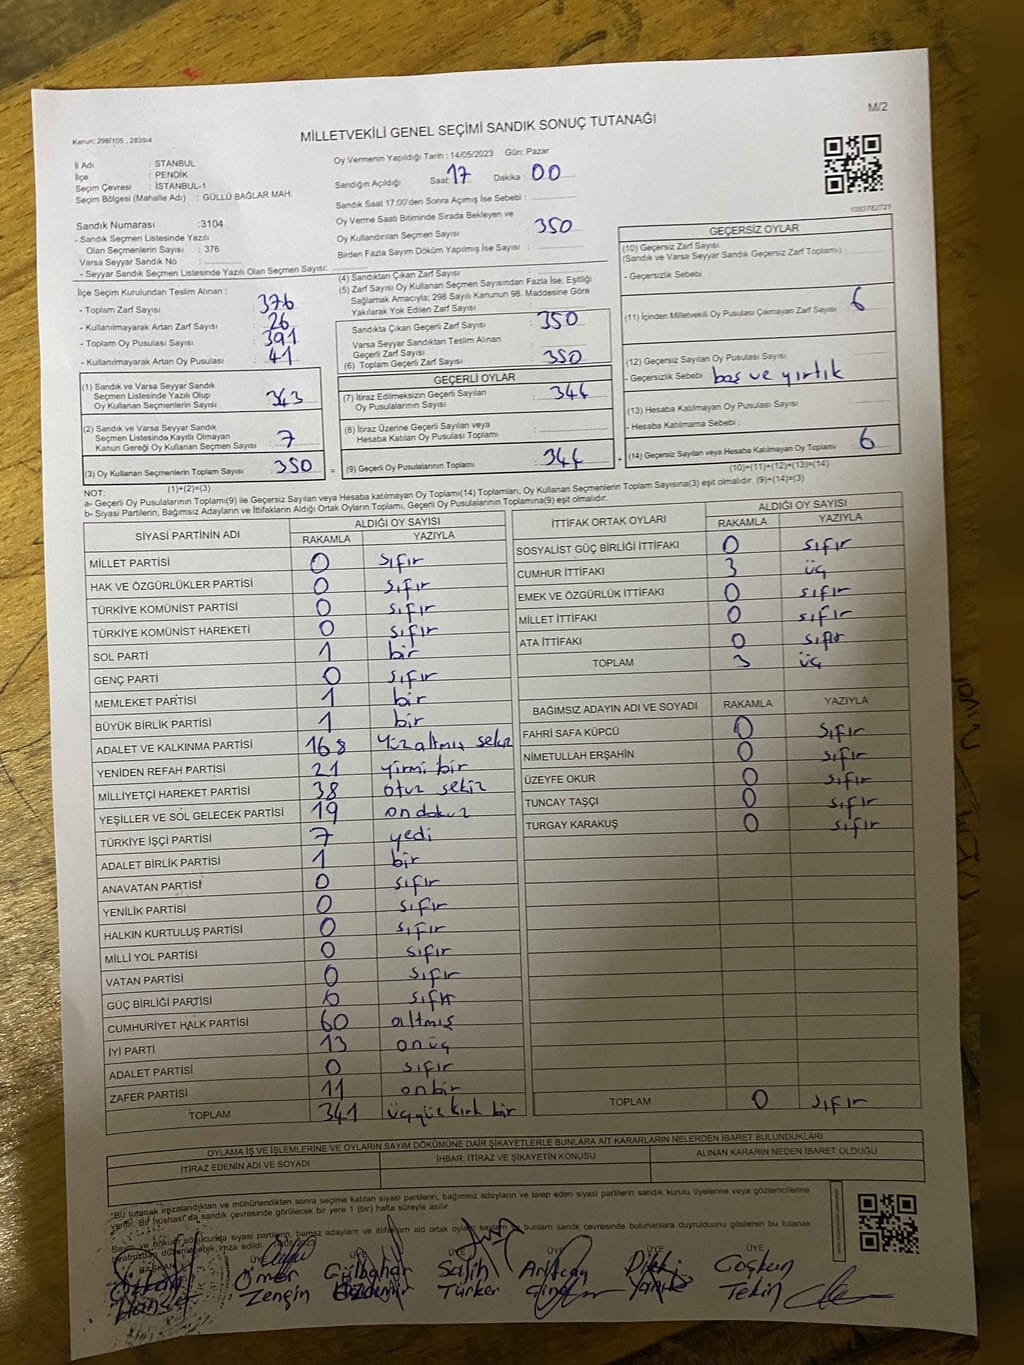 M/2
Kanun: 298/105, 2839/4
MİLLETVEKİLİ GENEL SEÇİMİ SANDIK SONUÇ TUTANAĞI
İl Adı : İSTANBUL
İlçe : PENDİK
Seçim Çevresi : İSTANBUL-1
Seçim Bölgesi (Mahalle Adı) : GÜLLÜ BAĞLAR MAH.
Oy Vermenin Yapıldığı Tarih : 14/05/2023 Gün: Pazar
Sandığın Açıldığı Saat: 17 Dakika : 00
Sandık Saat 17:00'den Sonra Açımış İse Sebebi :
Oy Verme Saati Bitiminde Sırada Bekleyen ve
Oy Kullandırılan Seçmen Sayısı : 350
Birden Fazla Sayım Döküm Yapılmış İse Sayısı :
1093782721
Sandık Numarası :3104
- Sandık Seçmen Listesinde Yazılı
Olan Seçmenlerin Sayısı : 376
Varsa Seyyar Sandık No :
- Seyyar Sandık Seçmen Listesinde Yazılı Olan Seçmen Sayısı:
İlçe Seçim Kurulundan Teslim Alınan :
- Toplam Zarf Sayısı : 376
- Kullanılmayarak Artan Zarf Sayısı : 26
- Toplam Oy Pusulası Sayısı : 391
- Kullanılmayarak Artan Oy Pusulası : 41
(1) Sandık ve Varsa Seyyar Sandık
Seçmen Listesinde Yazılı Olup
Oy Kullanan Seçmenlerin Sayısı : 343
(2) Sandık ve Varsa Seyyar Sandık
Seçmen Listesinde Kayıtlı Olmayan
Kanun Gereği Oy Kullanan Seçmen Sayısı : 7
(3) Oy Kullanan Seçmenlerin Toplam Sayısı : 350
(1)+(2)=(3)
(4) Sandıktan Çıkan Zarf Sayısı :
(5) Zarf Sayısı Oy Kullanan Seçmen Sayısından Fazla İse, Eşitliği
Sağlamak Amacıyla; 298 Sayılı Kanunun 98. Maddesine Göre
Yakılarak Yok Edilen Zarf Sayısı :
Sandıkta Çıkan Geçerli Zarf Sayısı : 350
Varsa Seyyar Sandıktan Teslim Alınan
Geçerli Zarf Sayısı :
(6) Toplam Geçerli Zarf Sayısı : 350
GEÇERLİ OYLAR
(7) İtiraz Edilmeksizin Geçerli Sayılan
Oy Pusulalarının Sayısı : 344
(8) İtiraz Üzerine Geçerli Sayılan veya
Hesaba Katılan Oy Pusulası Toplamı :
= (9) Geçerli Oy Pusulalarının Toplamı : 344
GEÇERSİZ OYLAR
(10) Geçersiz Zarf Sayısı
(Sandık ve Varsa Seyyar Sandık Geçersiz Zarf Toplamı) :
- Geçersizlik Sebebi :
(11) İçinden Milletvekili Oy Pusulası Çıkmayan Zarf Sayısı : 6
(12) Geçersiz Sayılan Oy Pusulası Sayısı :
- Geçersizlik Sebebi : boş ve yırtık
(13) Hesaba Katılmayan Oy Pusulası Sayısı :
- Hesaba Katılmama Sebebi :
+ (14) Geçersiz Sayılan veya Hesaba Katılmayan Oy Toplamı : 6
(10)+(11)+(12)+(13)=(14)
NOT:
a- Geçerli Oy Pusulalarının Toplamı(9) ile Geçersiz Sayılan veya Hesaba katılmayan Oy Toplamı(14) Toplamları, Oy Kullanan Seçmenlerin Toplam Sayısına(3) eşit olmalıdır. (9)+(14)=(3)
b- Siyasi Partilerin, Bağımsız Adayların ve İttifakların Aldığı Ortak Oyların Toplamı, Geçerli Oy Pusulalarının Toplamına(9) eşit olmalıdır.
SİYASİ PARTİNİN ADI ALDIĞI OY SAYISI
RAKAMLA YAZIYLA
MİLLET PARTİSİ 0 sıfır
HAK VE ÖZGÜRLÜKLER PARTİSİ 0 sıfır
TÜRKİYE KOMÜNİST PARTİSİ 0 sıfır
TÜRKİYE KOMÜNİST HAREKETİ 0 sıfır
SOL PARTİ 1 bir
GENÇ PARTİ 0 sıfır
MEMLEKET PARTİSİ 1 bir
BÜYÜK BİRLİK PARTİSİ 1 bir
ADALET VE KALKINMA PARTİSİ 168 Yüz altmış sekiz
YENİDEN REFAH PARTİSİ 21 yirmi bir
MİLLİYETÇİ HAREKET PARTİSİ 38 otuz sekiz
YEŞİLLER VE SOL GELECEK PARTİSİ 19 on dokuz
TÜRKİYE İŞÇİ PARTİSİ 7 yedi
ADALET BİRLİK PARTİSİ 1 bir
ANAVATAN PARTİSİ 0 sıfır
YENİLİK PARTİSİ 0 sıfır
HALKIN KURTULUŞ PARTİSİ 0 sıfır
MİLLİ YOL PARTİSİ 0 sıfır
VATAN PARTİSİ 0 sıfır
GÜÇ BİRLİĞİ PARTİSİ 0 sıfır
CUMHURİYET HALK PARTİSİ 60 altmış
İYİ PARTİ 13 onüç
ADALET PARTİSİ 0 sıfır
ZAFER PARTİSİ 11 onbir
TOPLAM 341 üçyüz kırk bir
İTTİFAK ORTAK OYLARI ALDIĞI OY SAYISI
RAKAMLA YAZIYLA
SOSYALİST GÜÇ BİRLİĞİ İTTİFAKI 0 sıfır
CUMHUR İTTİFAKI 3 üç
EMEK VE ÖZGÜRLÜK İTTİFAKI 0 sıfır
MİLLET İTTİFAKI 0 sıfır
ATA İTTİFAKI 0 sıfır
TOPLAM 3 üç
BAĞIMSIZ ADAYIN ADI VE SOYADI RAKAMLA YAZIYLA
FAHRİ SAFA KÜPCÜ 0 sıfır
NİMETULLAH ERŞAHİN 0 sıfır
ÜZEYFE OKUR 0 sıfır
TUNCAY TAŞÇI 0 sıfır
TURGAY KARAKUŞ 0 sıfır
TOPLAM 0 sıfır
OYLAMA İŞ VE İŞLEMLERİNE VE OYLARIN SAYIM DÖKÜMÜNE DAİR ŞİKAYETLERLE BUNLARA AİT KARARLARIN NELERDEN İBARET BULUNDUKLARI
İTİRAZ EDENİN ADI VE SOYADI İHBAR, İTİRAZ VE ŞİKAYETİN KONUSU ALINAN KARARIN NEDEN İBARET OLDUĞU
"Bu tutanak imzalandıktan ve mühürlendikten sonra seçime katılan siyasi partilerin, bağımsız adayların ve talep eden siyasi partilerin sandık kurulu üyelerine veya gözlemcilerine
verilir. Bir nüshası da sandık çevresinde görülecek bir yere 1 (bir) hafta süreyle asılır
BAŞKAN ÜYE ÜYE ÜYE ÜYE ÜYE ÜYE
Ömer Gülbahar Salih Coşkun
Zengin Özdemir Türker Tekin